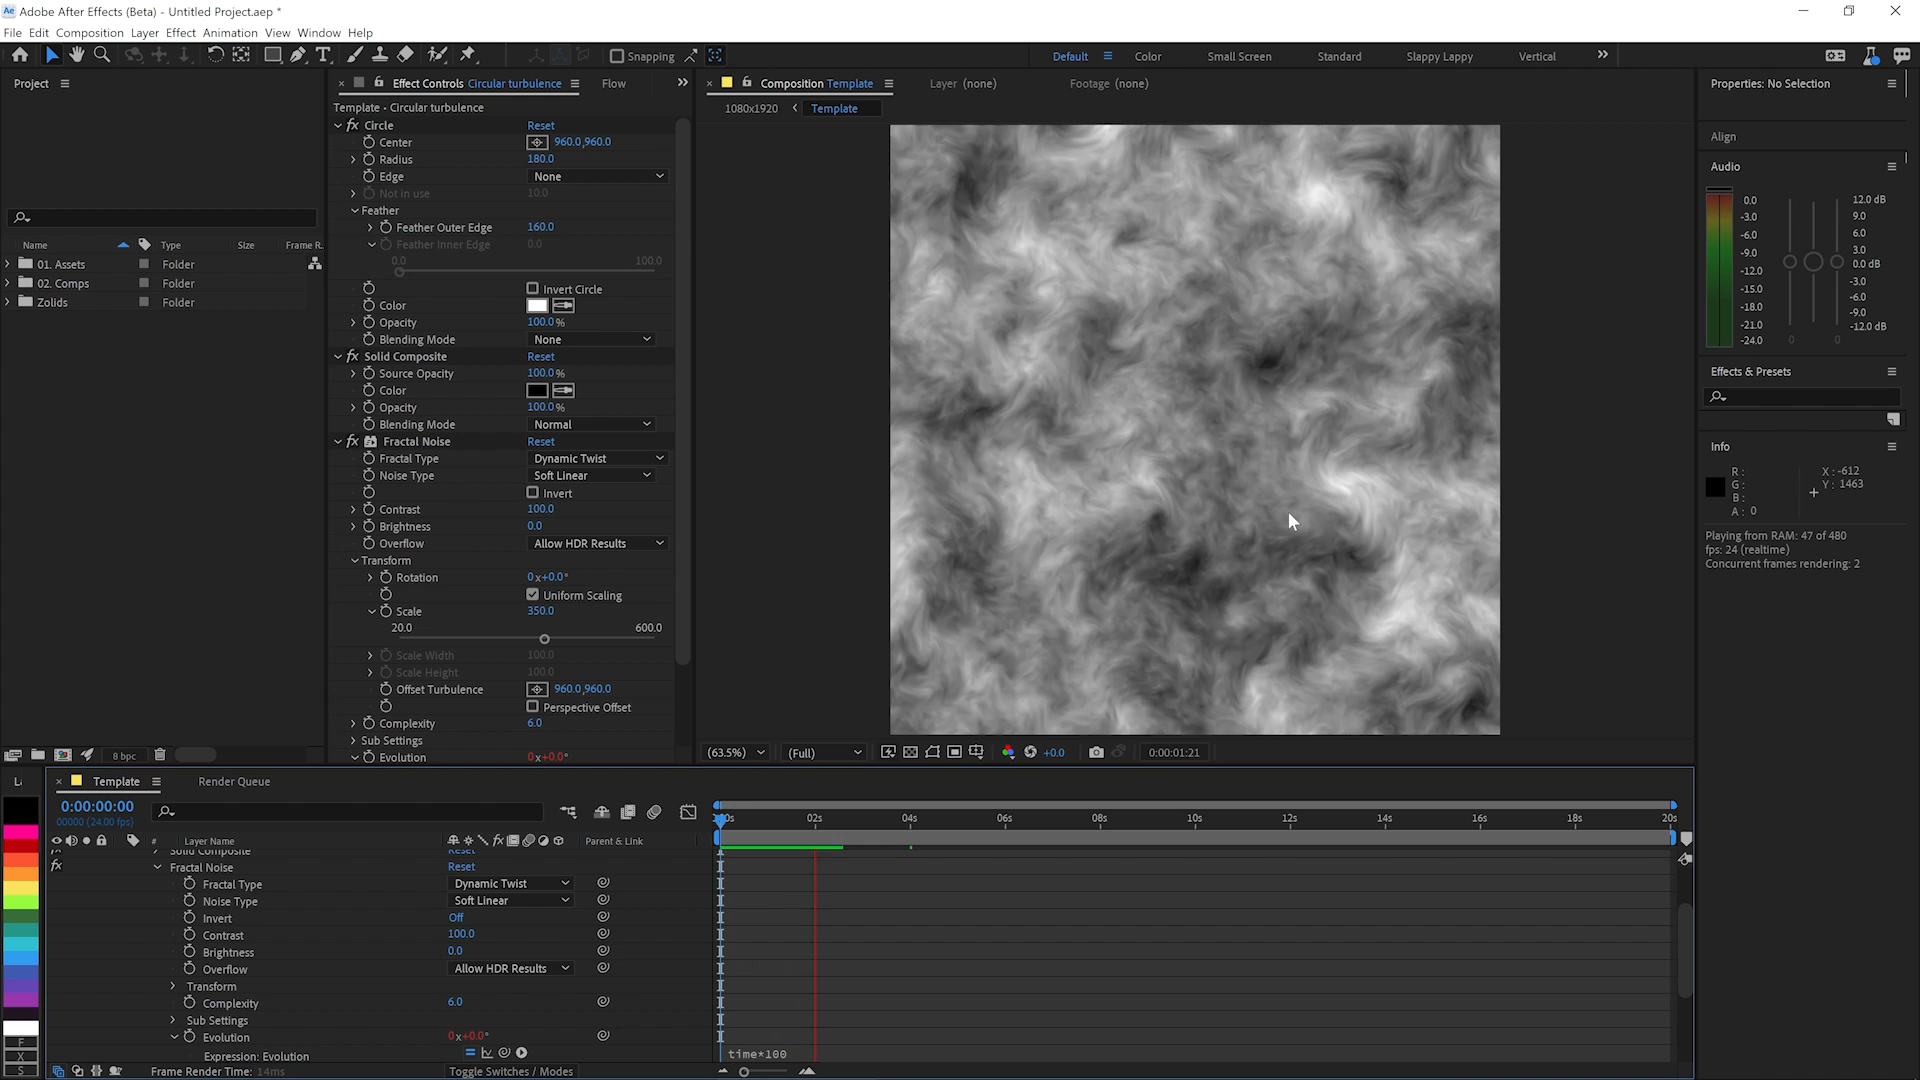 Ae Adobe After Effects (Beta) - Untitled Project.aep *
File Edit Composition Layer Effect Animation View Window Help
T Snapping Default Color Small Screen Standard Slappy Lappy Vertical
Project
Name Type Size Frame R..
01. Assets Folder
02. Comps Folder
Zolids Folder
8 bpc
Effect Controls Circular turbulence Flow
Template • Circular turbulence
fx Circle Reset
Center 960.0,960.0
Radius 180.0
Edge None
Not in use 10.0
Feather
Feather Outer Edge 160.0
Feather Inner Edge 0.0
0.0 100.0
Invert Circle
Color
Opacity 100.0 %
Blending Mode None
fx Solid Composite Reset
Source Opacity 100.0 %
Color
Opacity 100.0 %
Blending Mode Normal
fx Fractal Noise Reset
Fractal Type Dynamic Twist
Noise Type Soft Linear
Invert
Contrast 100.0
Brightness 0.0
Overflow Allow HDR Results
Transform
Rotation 0x+0.0°
Uniform Scaling
Scale 350.0
20.0 600.0
Scale Width 100.0
Scale Height 100.0
Offset Turbulence 960.0,960.0
Perspective Offset
Complexity 6.0
Sub Settings
Evolution 0x+0.0°
Composition Template Layer (none) Footage (none)
1080x1920 Template
(63.5%) (Full) +0.0 0:00:01:21
Properties: No Selection
Align
Audio
0.0 12.0 dB
-3.0 9.0
-6.0 6.0
-9.0 3.0
-12.0 0.0 dB
-15.0 -3.0
-18.0 -6.0
-21.0 -9.0
-24.0 0 0 -12.0 dB
Effects & Presets
Info
R : X : -612
G : Y : 1463
B :
A : 0
Playing from RAM: 47 of 480
fps: 24 (realtime)
Concurrent frames rendering: 2
Li Template Render Queue
0:00:00:00
00000 (24.00 fps)
02s 04s 06s 08s 10s 12s 14s 16s 18s 20s
# Layer Name fx Parent & Link
Solid Composite Reset
fx Fractal Noise Reset
Fractal Type Dynamic Twist
Noise Type Soft Linear
Invert Off
Contrast 100.0
Brightness 0.0
Overflow Allow HDR Results
Transform
Complexity 6.0
Sub Settings
Evolution 0x+0.0°
Expression: Evolution time*100
F
X
S
Frame Render Time: 14ms Toggle Switches / Modes